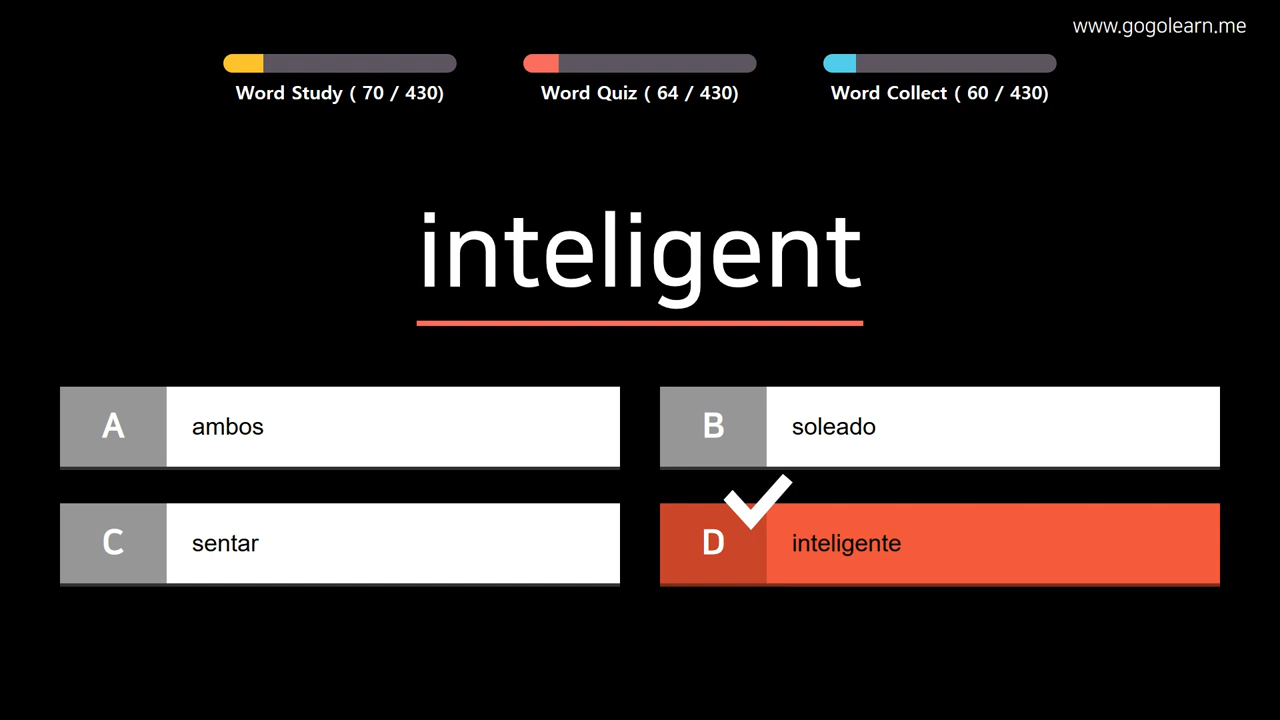 www.gogolearn.me
Word Study ( 70 / 430)
Word Quiz ( 64 / 430)
Word Collect ( 60 / 430)
inteligent
A ambos
B soleado
C sentar
D inteligente